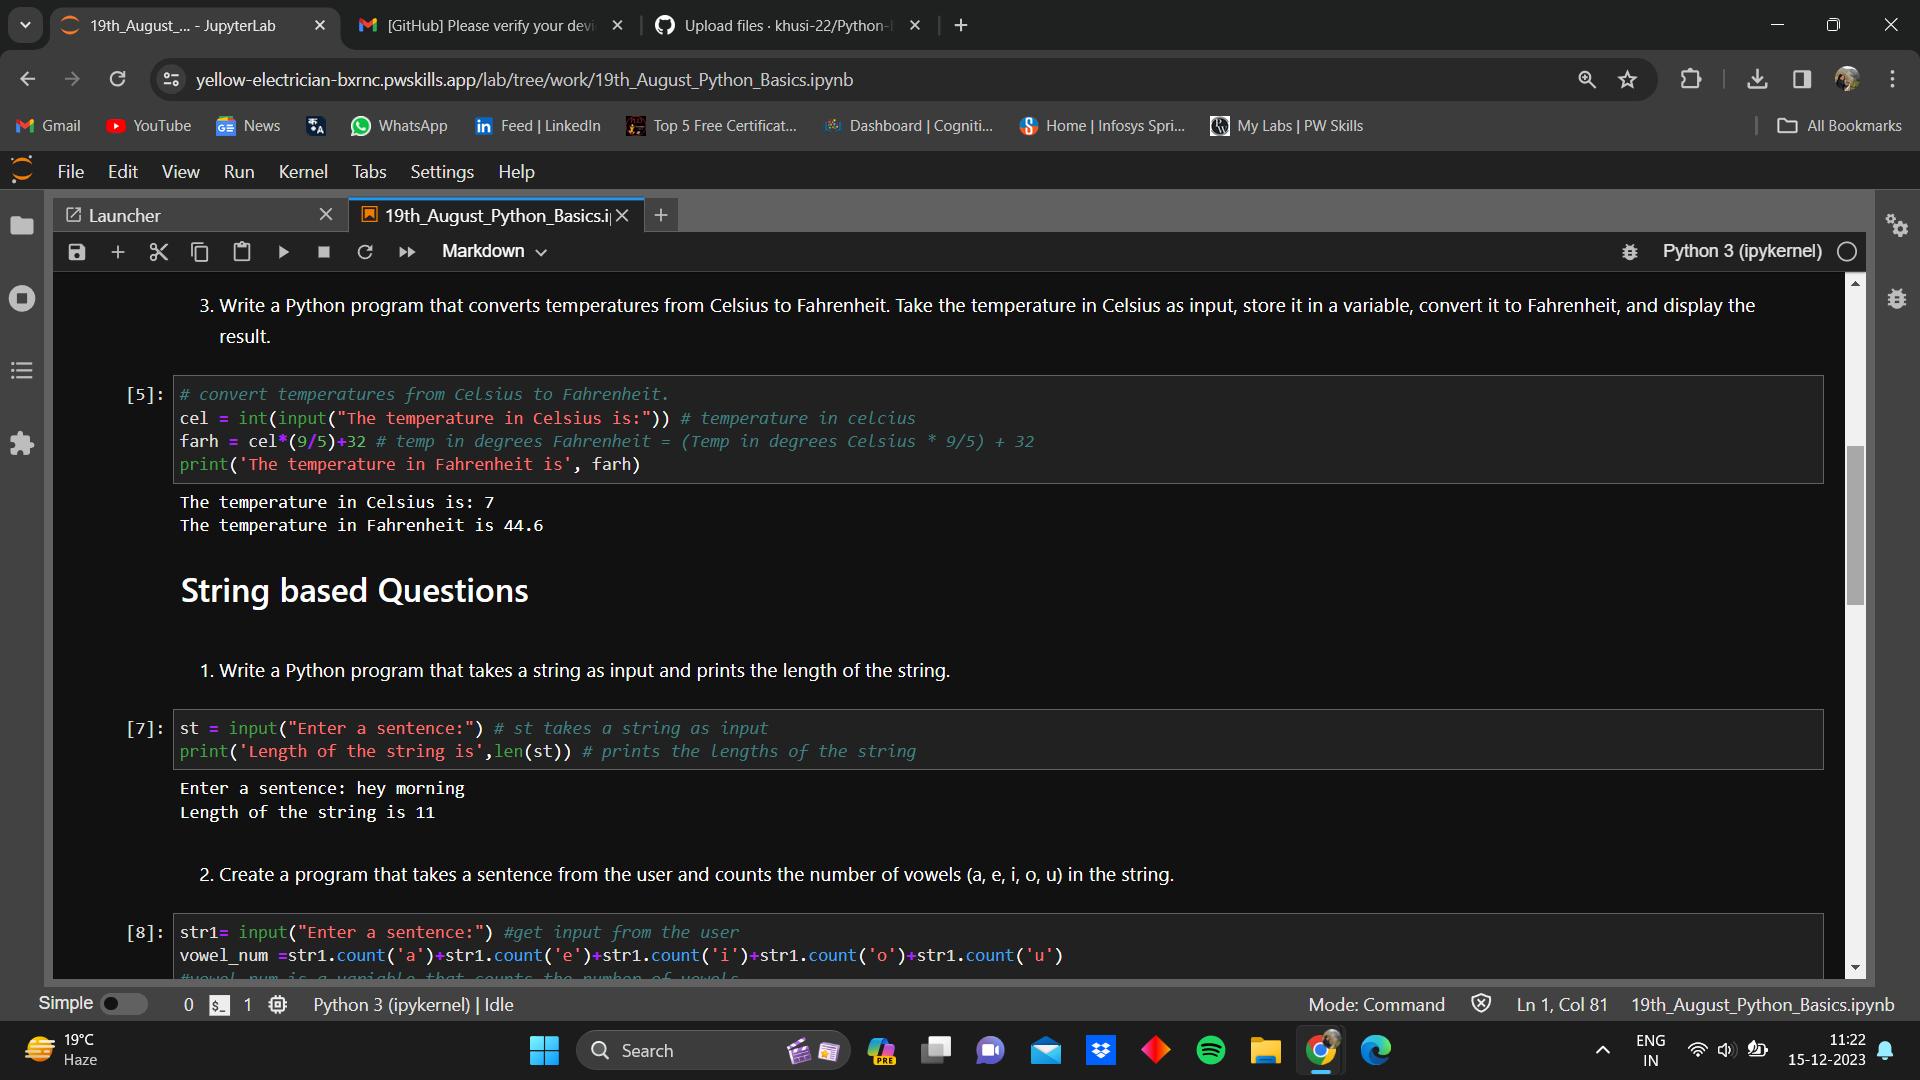 19th_August_... - JupyterLab
[GitHub] Please verify your devi
Upload files · khusi-22/Python-
yellow-electrician-bxrnc.pwskills.app/lab/tree/work/19th_August_Python_Basics.ipynb
Gmail
YouTube
News
WhatsApp
Feed | LinkedIn
Top 5 Free Certificat...
Dashboard | Cogniti...
Home | Infosys Spri...
My Labs | PW Skills
All Bookmarks
File Edit View Run Kernel Tabs Settings Help
Launcher
19th_August_Python_Basics.i
Markdown
Python 3 (ipykernel)
3. Write a Python program that converts temperatures from Celsius to Fahrenheit. Take the temperature in Celsius as input, store it in a variable, convert it to Fahrenheit, and display the
result.
[5]: # convert temperatures from Celsius to Fahrenheit.
cel = int(input("The temperature in Celsius is:")) # temperature in celcius
farh = cel*(9/5)+32 # temp in degrees Fahrenheit = (Temp in degrees Celsius * 9/5) + 32
print('The temperature in Fahrenheit is', farh)
The temperature in Celsius is: 7
The temperature in Fahrenheit is 44.6
String based Questions
1. Write a Python program that takes a string as input and prints the length of the string.
[7]: st = input("Enter a sentence:") # st takes a string as input
print('Length of the string is',len(st)) # prints the lengths of the string
Enter a sentence: hey morning
Length of the string is 11
2. Create a program that takes a sentence from the user and counts the number of vowels (a, e, i, o, u) in the string.
[8]: str1= input("Enter a sentence:") #get input from the user
vowel_num =str1.count('a')+str1.count('e')+str1.count('i')+str1.count('o')+str1.count('u')
#vowel_num is a variable that counts the number of vowels
Simple
0
1
Python 3 (ipykernel) | Idle
Mode: Command
Ln 1, Col 81
19th_August_Python_Basics.ipynb
19°C
Haze
Search
PRE
ENG
IN
11:22
15-12-2023